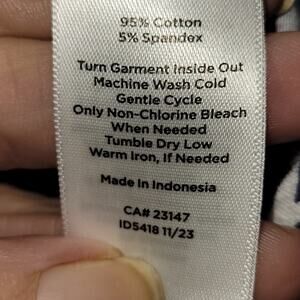 95% Cotton
5% Spandex
Turn Garment Inside Out
Machine Wash Cold
Gentle Cycle
Only Non-Chlorine Bleach
When Needed
Tumble Dry Low
Warm Iron, If Needed
Made in Indonesia
CA# 23147
ID5418 11/23